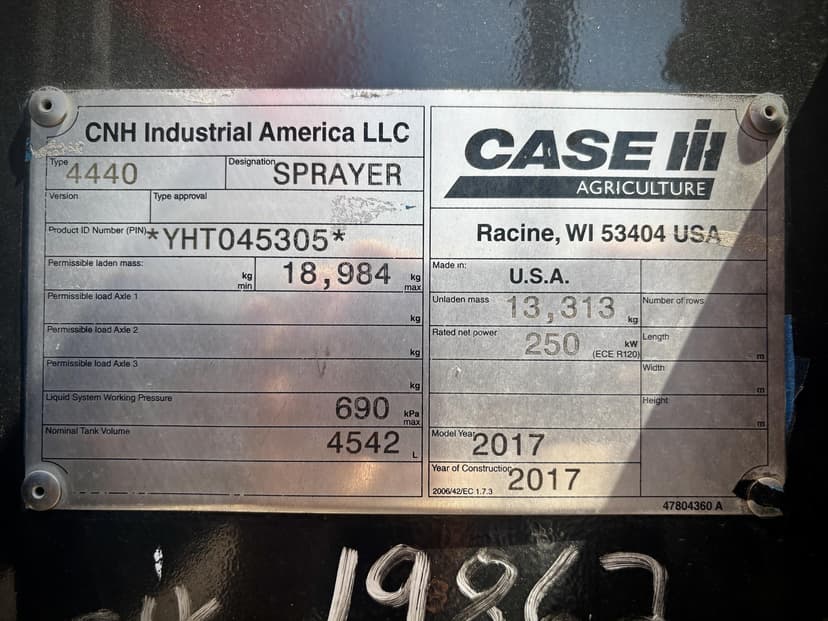 CNH Industrial America LLC
Type 4440
Designation SPRAYER
Version
Type approval
Product ID Number (PIN) *YHT045305*
Permissible laden mass: kg min 18,984 kg max
Permissible load Axle 1 kg
Permissible load Axle 2 kg
Permissible load Axle 3 kg
Liquid System Working Pressure 690 kPa max
Nominal Tank Volume 4542 L
CASE IH
AGRICULTURE
Racine, WI 53404 USA
Made in: U.S.A.
Unladen mass 13,313 kg
Number of rows
Rated net power 250 kW (ECE R120)
Length m
Width m
Height m
Model Year 2017
Year of Construction 2017
2006/42/EC 1.7.3
47804360 A